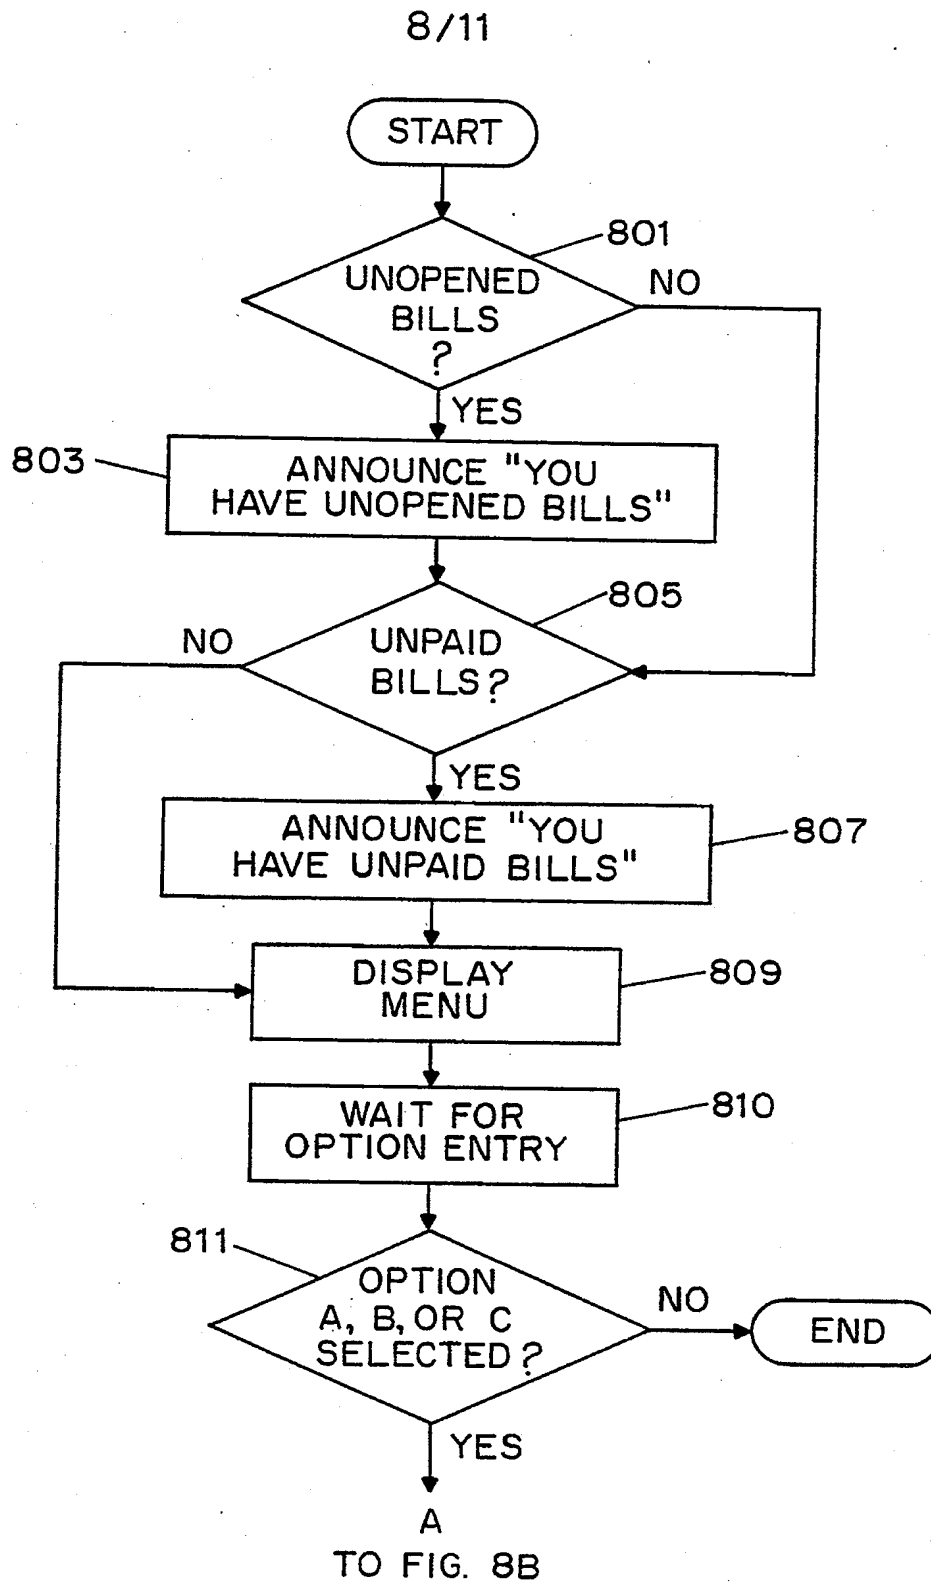 8/11
START
801
UNOPENED
BILLS
?
NO
YES
803
ANNOUNCE "YOU
HAVE UNOPENED BILLS"
805
NO
UNPAID
BILLS?
YES
ANNOUNCE "YOU
HAVE UNPAID BILLS"
807
DISPLAY
MENU
809
WAIT FOR
OPTION ENTRY
810
811
OPTION
A, B, OR C
SELECTED?
NO
END
YES
A
TO FIG. 8B